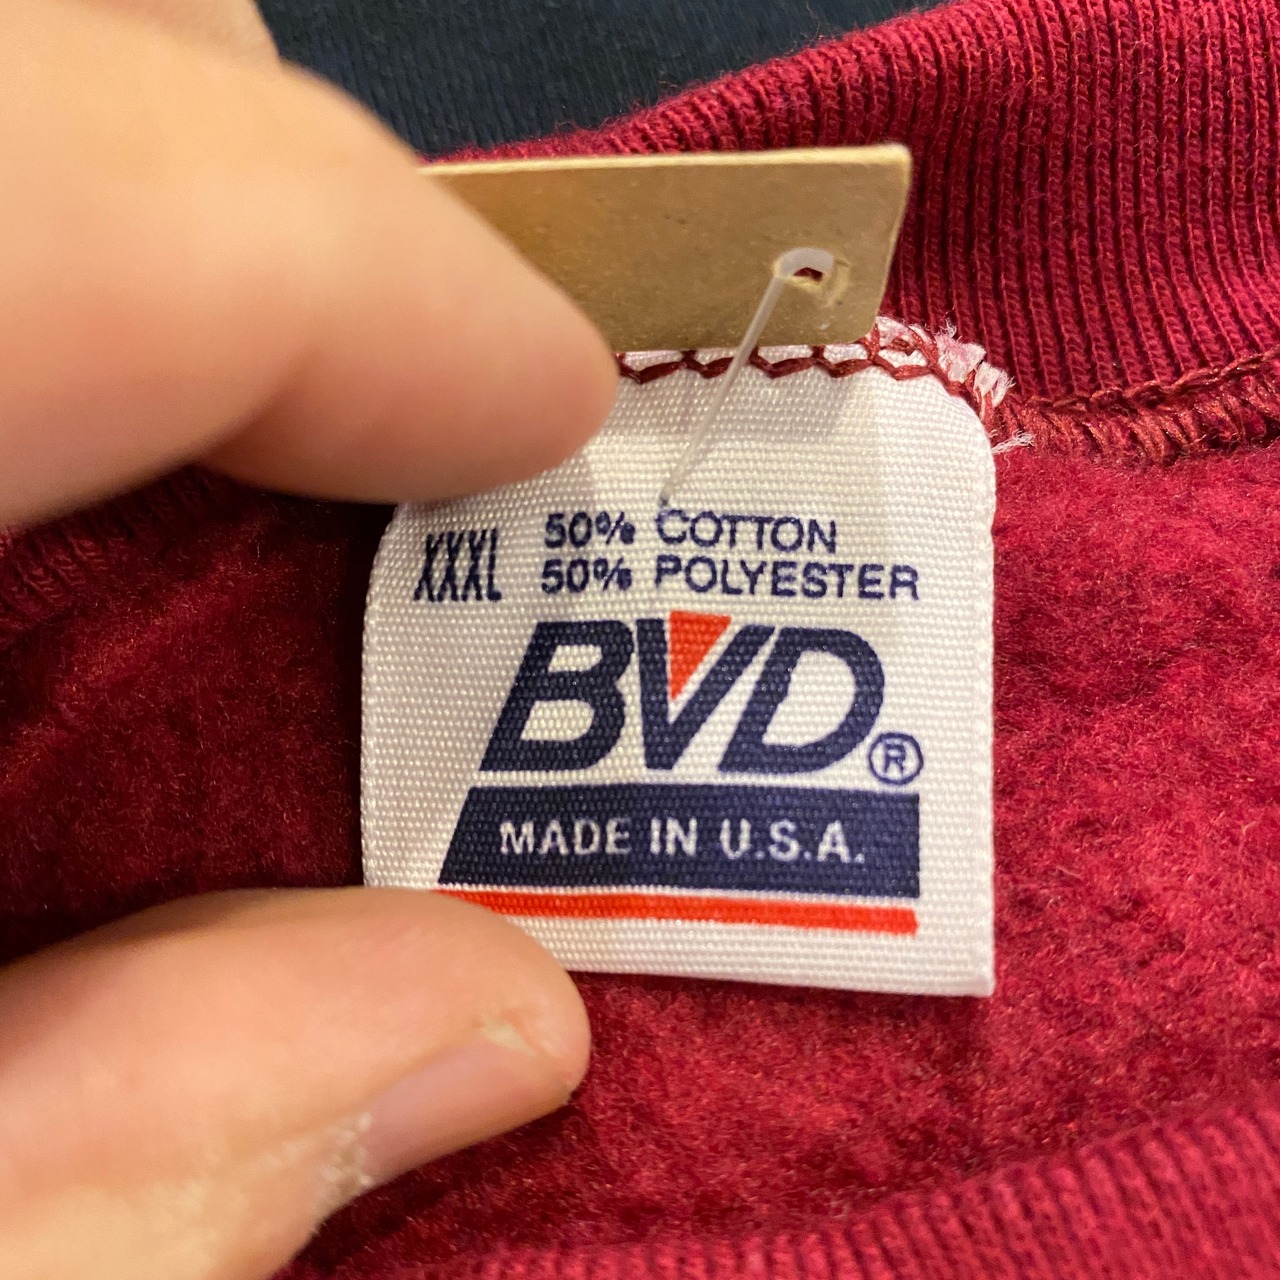 XXXL
50% COTTON
50% POLYESTER
BVD®
MADE IN U.S.A.